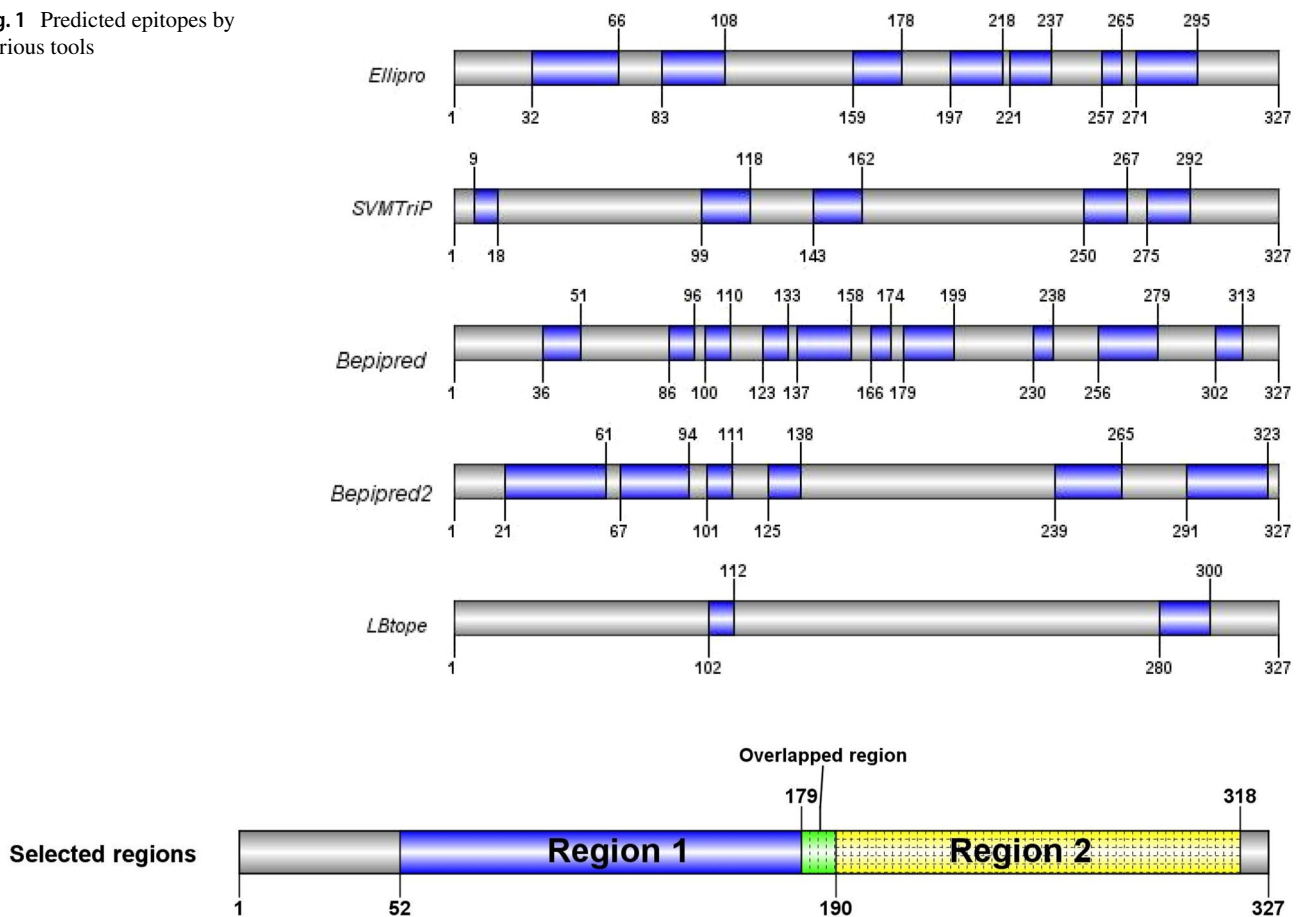 g. 1 Predicted epitopes by
rious tools
66 108 178 218 237 265 295
Ellipro
1 32 83 159 197 221 257 271 327
9 118 162 267 292
SVMTriP
1 18 99 143 250 275 327
51 96 110 133 158 174 199 238 279 313
Bepipred
1 36 86 100 123 137 166 179 230 256 302 327
61 94 111 138 265 323
Bepipred2
1 21 67 101 125 239 291 327
112 300
LBtope
1 102 280 327
Overlapped region
179 318
Selected regions Region 1 Region 2
1 52 190 327